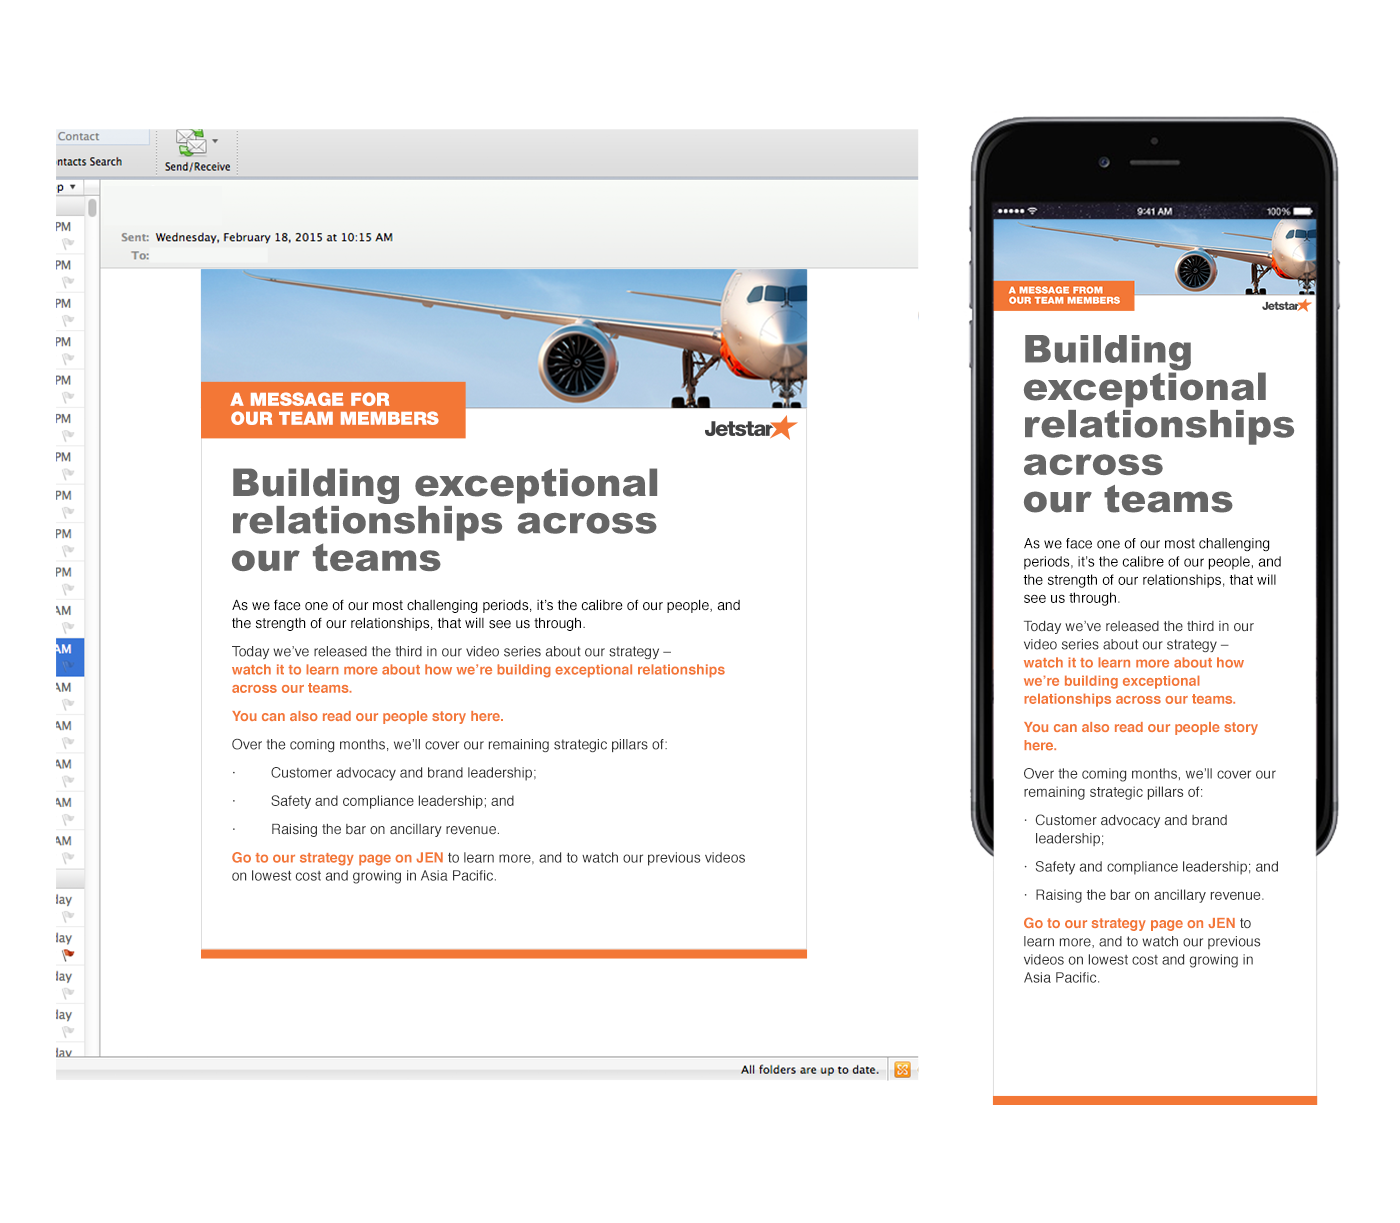 Contact
ntacts Search
Send/Receive
p
PM
PM
PM
PM
PM
PM
PM
PM
PM
PM
AM
AM
AM
AM
AM
AM
AM
day
day
day
day
day
Sent: Wednesday, February 18, 2015 at 10:15 AM
To:
A MESSAGE FOR
OUR TEAM MEMBERS
Jetstar
Building exceptional
relationships across
our teams
As we face one of our most challenging periods, it's the calibre of our people, and
the strength of our relationships, that will see us through.
Today we've released the third in our video series about our strategy –
watch it to learn more about how we're building exceptional relationships
across our teams.
You can also read our people story here.
Over the coming months, we'll cover our remaining strategic pillars of:
· Customer advocacy and brand leadership;
· Safety and compliance leadership; and
· Raising the bar on ancillary revenue.
Go to our strategy page on JEN to learn more, and to watch our previous videos
on lowest cost and growing in Asia Pacific.
All folders are up to date.
9:41 AM
100%
A MESSAGE FROM
OUR TEAM MEMBERS
Jetstar
Building
exceptional
relationships
across
our teams
As we face one of our most challenging
periods, it's the calibre of our people, and
the strength of our relationships, that will
see us through.
Today we've released the third in our
video series about our strategy –
watch it to learn more about how
we're building exceptional
relationships across our teams.
You can also read our people story
here.
Over the coming months, we'll cover our
remaining strategic pillars of:
· Customer advocacy and brand
leadership;
· Safety and compliance leadership; and
· Raising the bar on ancillary revenue.
Go to our strategy page on JEN to
learn more, and to watch our previous
videos on lowest cost and growing in
Asia Pacific.